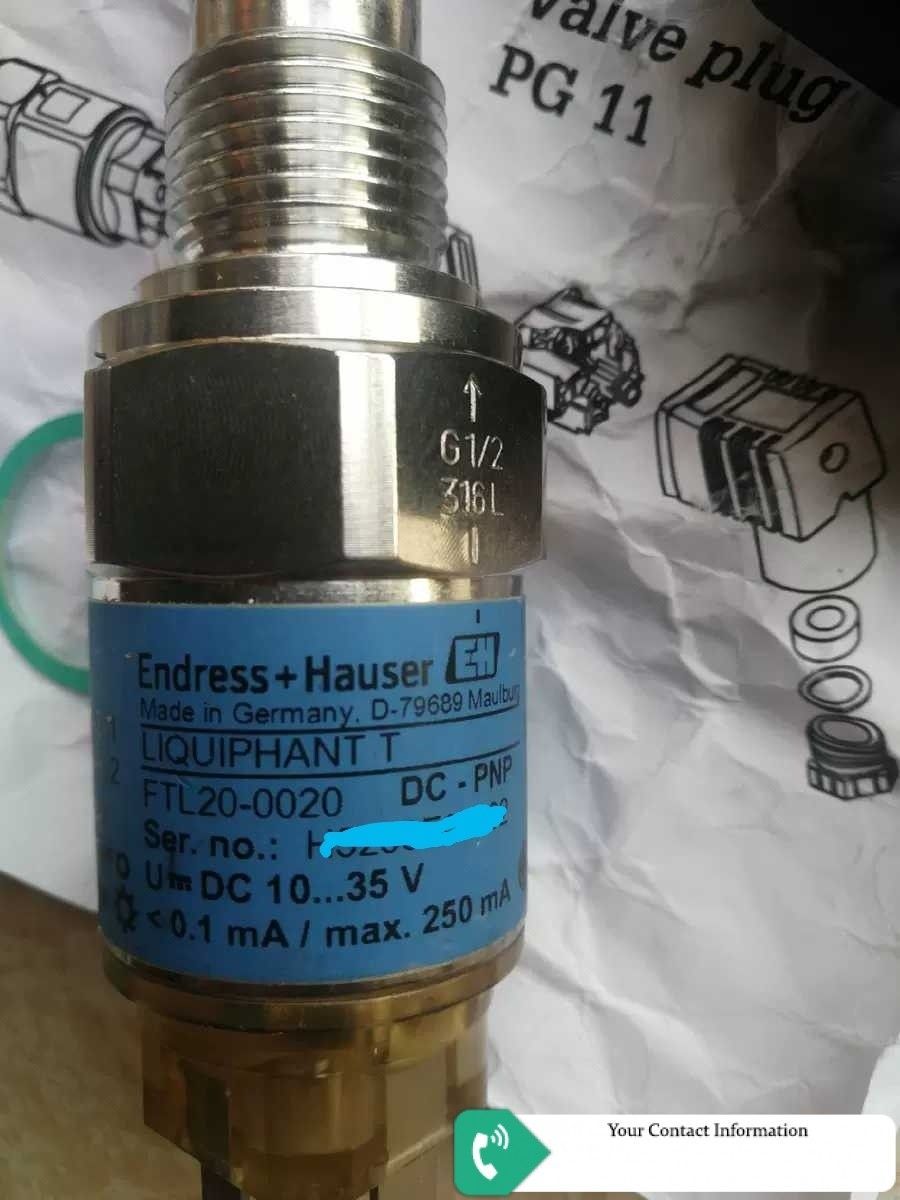 Valve plug
PG 11
G1/2
316L
Endress+Hauser EH
Made in Germany, D-79689 Maulburg
LIQUIPHANT T
FTL20-0020 DC - PNP
Ser. no.:
U DC 10...35 V
< 0.1 mA / max. 250 mA
Your Contact Information